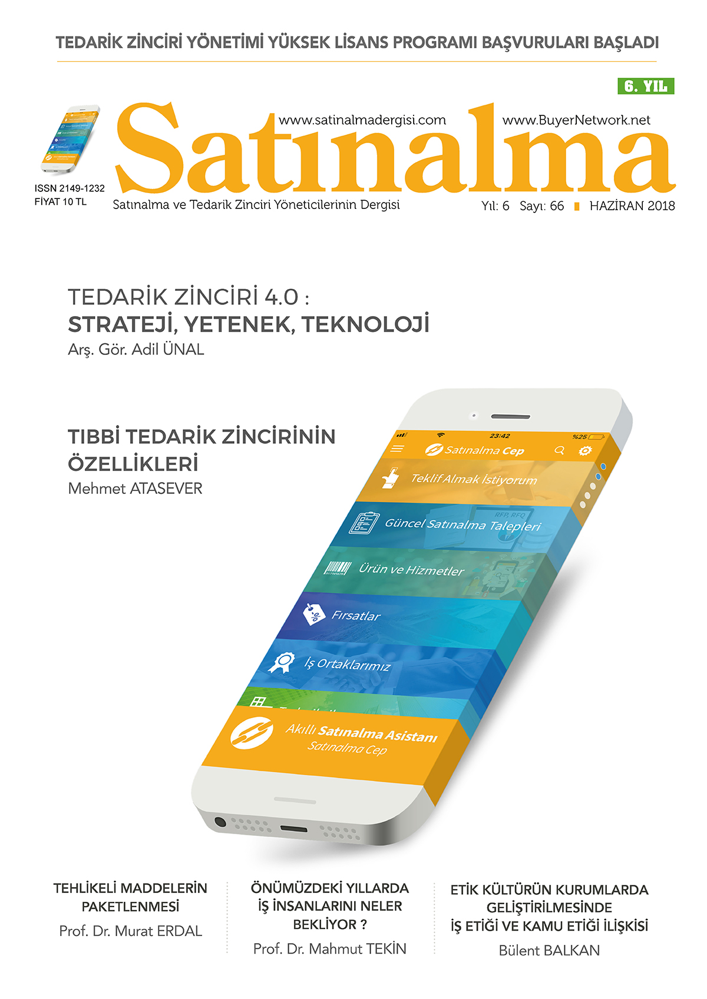 TEDARİK ZİNCİRİ YÖNETİMİ YÜKSEK LİSANS PROGRAMI BAŞVURULARI BAŞLADI
6. YIL
www.satinalmadergisi.com www.BuyerNetwork.net
Satınalma
ISSN 2149-1232
FİYAT 10 TL
Satınalma ve Tedarik Zinciri Yöneticilerinin Dergisi
Yıl: 6 Sayı: 66 HAZİRAN 2018
TEDARİK ZİNCİRİ 4.0 :
STRATEJİ, YETENEK, TEKNOLOJİ
Arş. Gör. Adil ÜNAL
TIBBİ TEDARİK ZİNCİRİNİN
ÖZELLİKLERİ
Mehmet ATASEVER
23:42 %25
Satınalma Cep
Teklif Almak İstiyorum
RFP, RFQ
Güncel Satınalma Talepleri
Ürün ve Hizmetler
Fırsatlar
İş Ortaklarımız
Akıllı Satınalma Asistanı
Satınalma Cep
TEHLİKELİ MADDELERİN
PAKETLENMESİ
Prof. Dr. Murat ERDAL
ÖNÜMÜZDEKİ YILLARDA
İŞ İNSANLARINI NELER
BEKLİYOR ?
Prof. Dr. Mahmut TEKİN
ETİK KÜLTÜRÜN KURUMLARDA
GELİŞTİRİLMESİNDE
İŞ ETİĞİ VE KAMU ETİĞİ İLİŞKİSİ
Bülent BALKAN